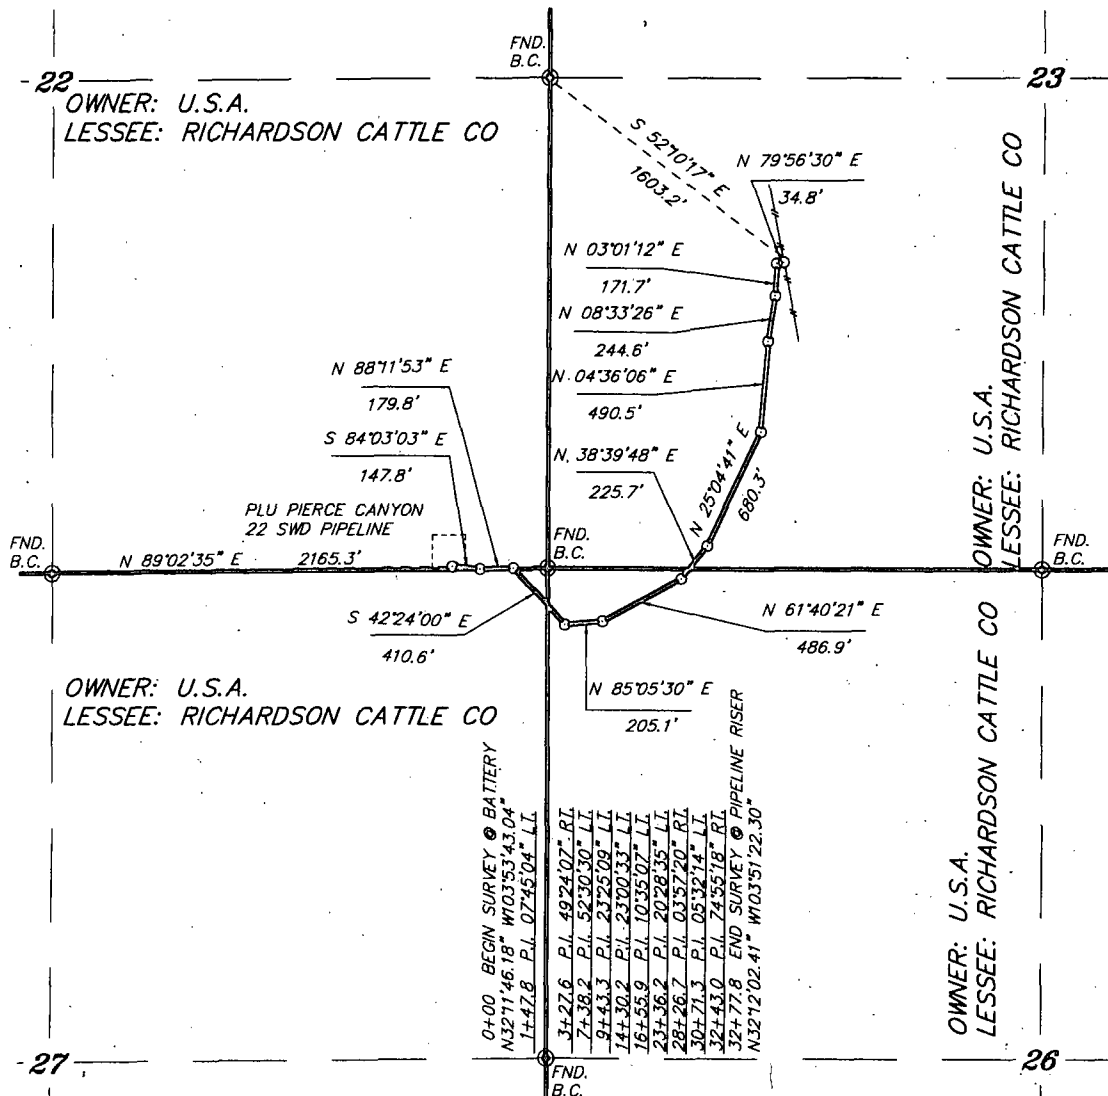 FND.
B.C.
22
23
OWNER: U.S.A.
LESSEE: RICHARDSON CATTLE CO
S 52°10'17" E
1603.2'
N 79°56'30" E
34.8'
N 03°01'12" E
171.7'
N 08°33'26" E
244.6'
N 04°36'06" E
490.5'
N 88°11'53" E
179.8'
S 84°03'03" E
147.8'
N 38°39'48" E
225.7'
N 25°04'41" E
680.3'
OWNER: U.S.A.
LESSEE: RICHARDSON CATTLE CO
PLU PIERCE CANYON
22 SWD PIPELINE
FND.
B.C.
N 89°02'35" E 2165.3'
FND.
B.C.
FND.
B.C.
S 42°24'00" E
410.6'
N 61°40'21" E
486.9'
N 85°05'30" E
205.1'
OWNER: U.S.A.
LESSEE: RICHARDSON CATTLE CO
0+00 BEGIN SURVEY @ BATTERY
N32°11'46.18" W103°53'43.04"
1+47.8 P.I. 07°45'04" LT.
3+27.6 P.I. 49°24'07" RT.
7+38.2 P.I. 52°30'30" LT.
9+43.3 P.I. 23°25'09" LT.
14+30.2 P.I. 23°00'33" LT.
16+55.9 P.I. 10°35'07" LT.
23+36.2 P.I. 20°28'35" LT.
28+26.7 P.I. 03°57'20" RT.
30+71.3 P.I. 05°32'14" LT.
32+43.0 P.I. 74°55'18" RT.
32+77.8 END SURVEY @ PIPELINE RISER
N32°12'02.41" W103°51'22.30"
OWNER: U.S.A.
LESSEE: RICHARDSON CATTLE CO
27
26
FND.
B.C.